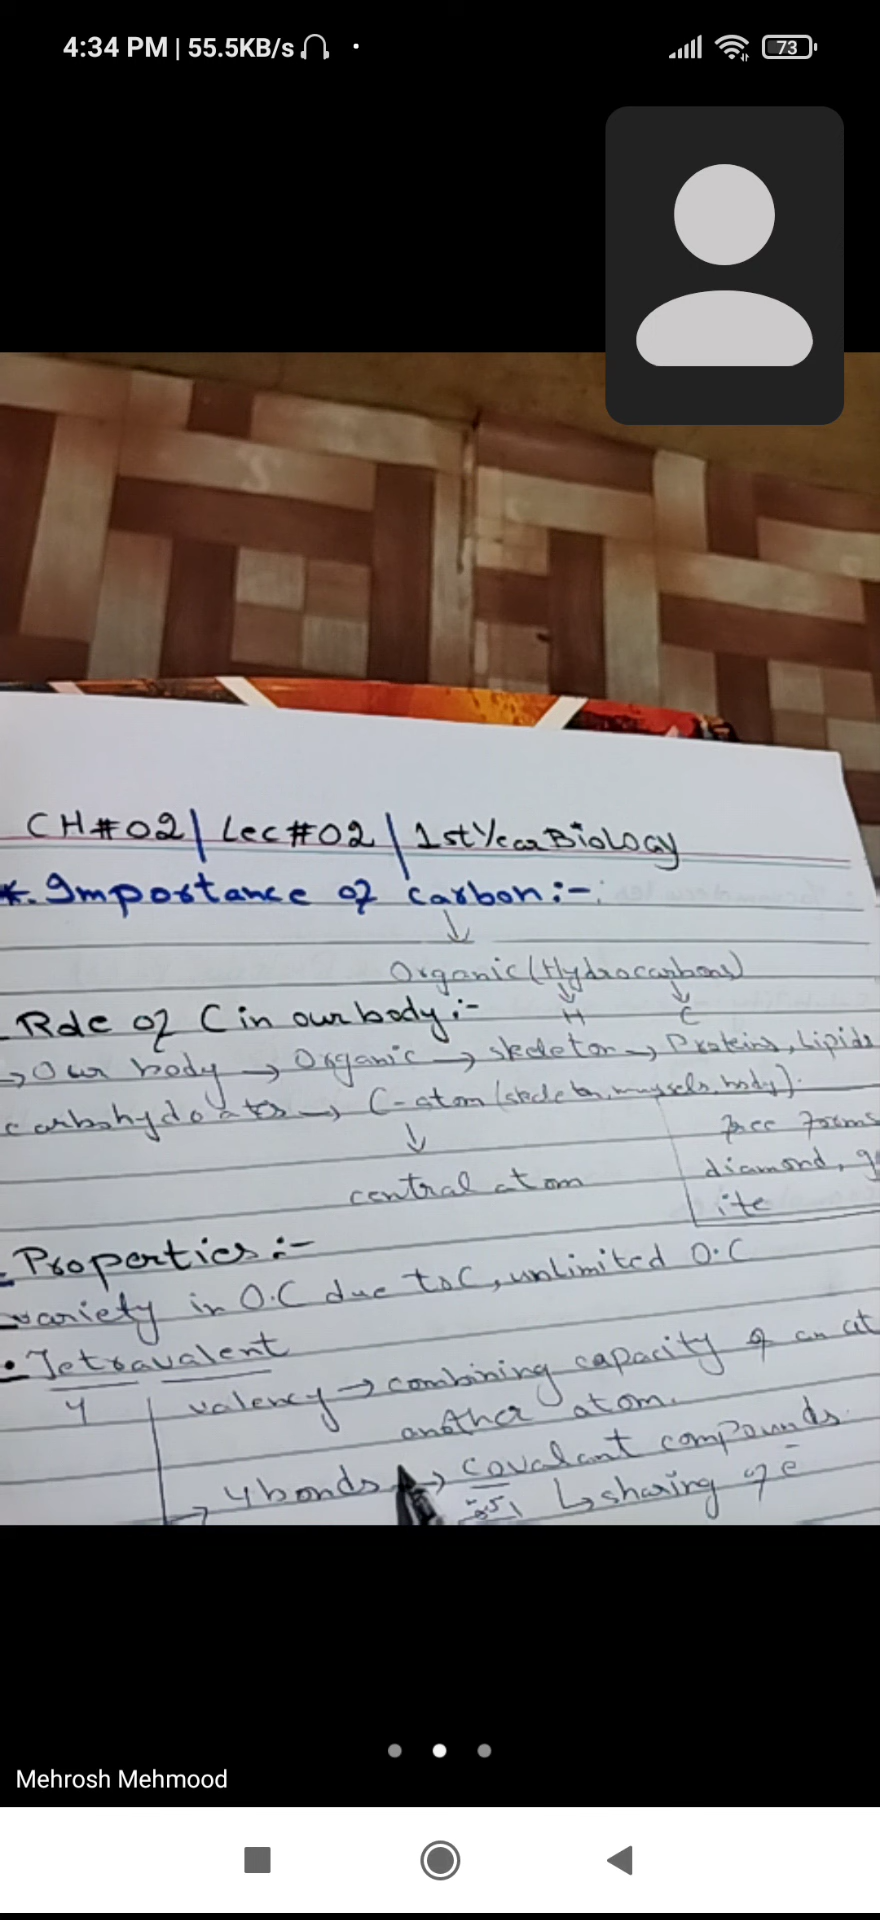 4:34 PM | 55.5KB/s
73
CH#02 | Lec#02 | 1st Year Biology
*. Importance of carbon:-
↓
Organic (Hydrocarbons)
H C
Role of C in our body:-
→ Our body → Organic → skeleton → Proteins, Lipids
carbohydrates → C-atom (skeleton, muscels, body).
↓
central atom
free forms
diamond, g
ite
Properties:-
variety in O.C due to C, unlimited O.C
Tetravalent
4 valency → combining capacity of an at
another atom.
→ 4 bonds → covalant compounds
↳ sharing of ē
Mehrosh Mehmood